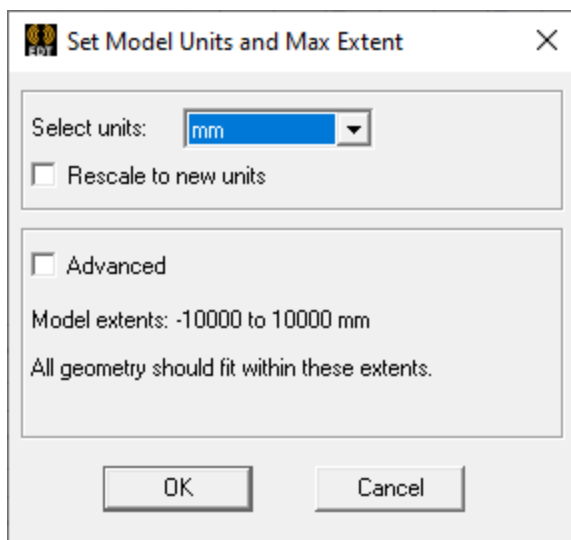 EDT Set Model Units and Max Extent
Select units: mm
Rescale to new units
Advanced
Model extents: -10000 to 10000 mm
All geometry should fit within these extents.
OK Cancel